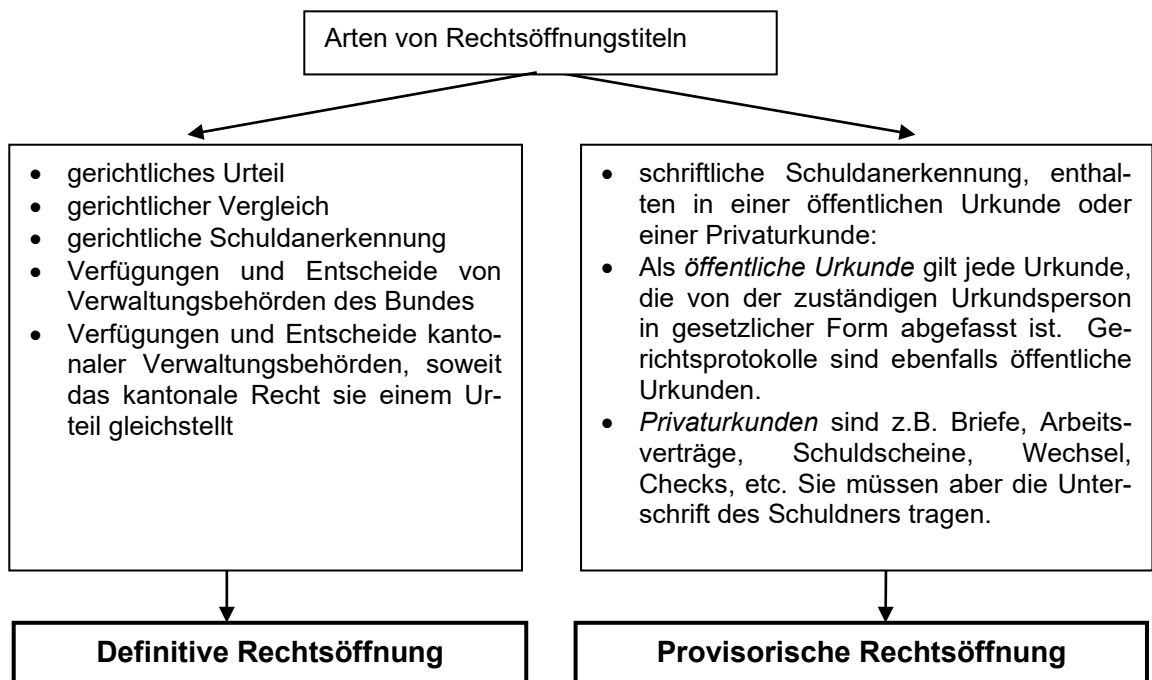 Arten von Rechtsöffnungstiteln
• gerichtliches Urteil
• gerichtlicher Vergleich
• gerichtliche Schuldanerkennung
• Verfügungen und Entscheide von
Verwaltungsbehörden des Bundes
• Verfügungen und Entscheide kanto-
naler Verwaltungsbehörden, soweit
das kantonale Recht sie einem Ur-
teil gleichstellt
• schriftliche Schuldanerkennung, enthal-
ten in einer öffentlichen Urkunde oder
einer Privaturkunde:
• Als öffentliche Urkunde gilt jede Urkunde,
die von der zuständigen Urkundsperson
in gesetzlicher Form abgefasst ist. Ge-
richtsprotokolle sind ebenfalls öffentliche
Urkunden.
• Privaturkunden sind z.B. Briefe, Arbeits-
verträge, Schuldscheine, Wechsel,
Checks, etc. Sie müssen aber die Unter-
schrift des Schuldners tragen.
Definitive Rechtsöffnung
Provisorische Rechtsöffnung